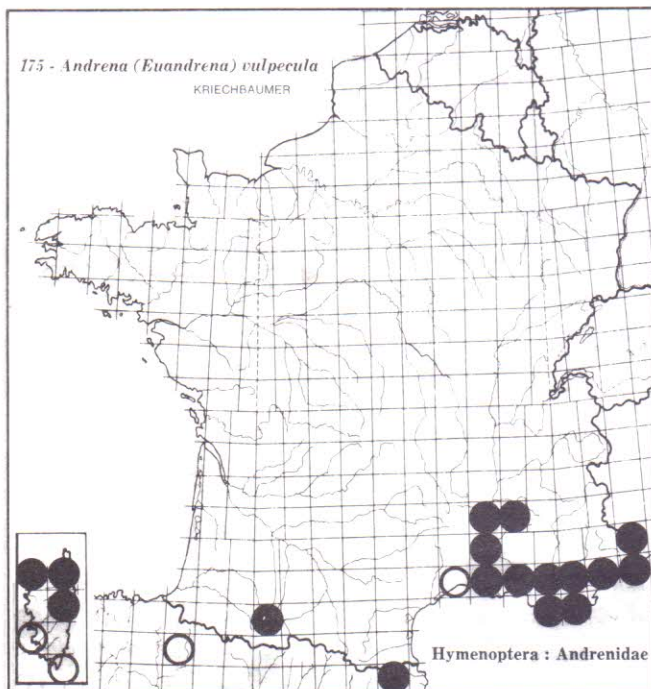 175 - Andrena (Euandrena) vulpecula
KRIECHBAUMER
Hymenoptera : Andrenidae